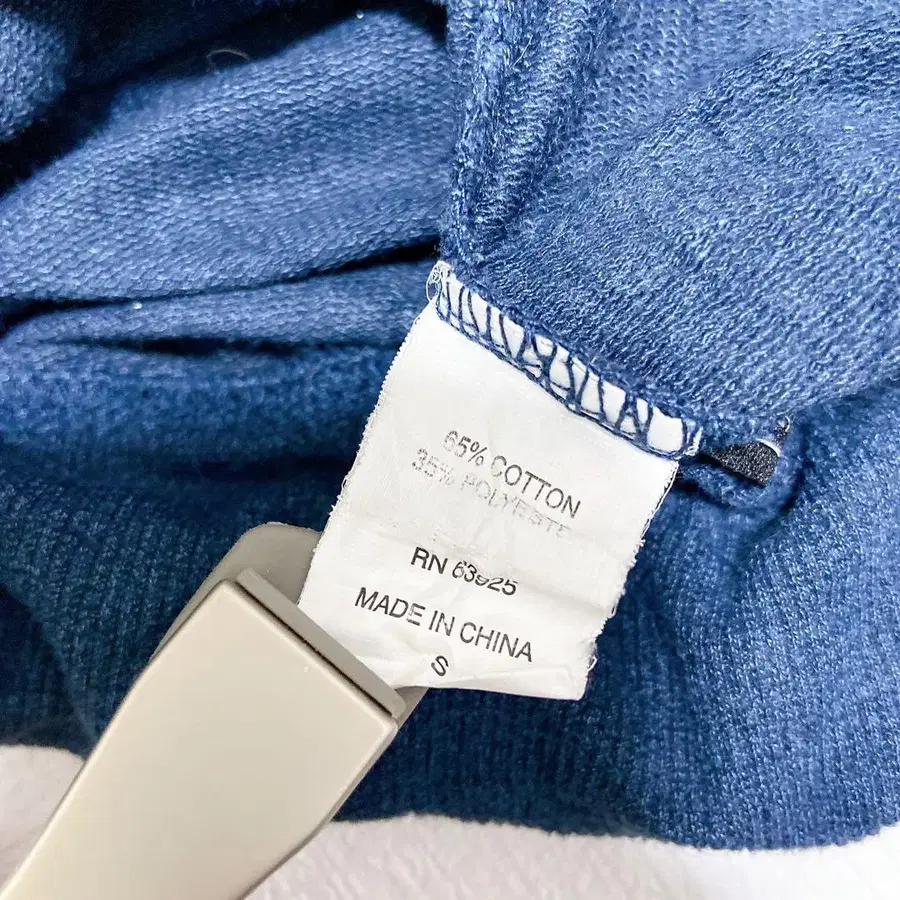 65% COTTON
35% POLYESTE
RN 63925
MADE IN CHINA
S